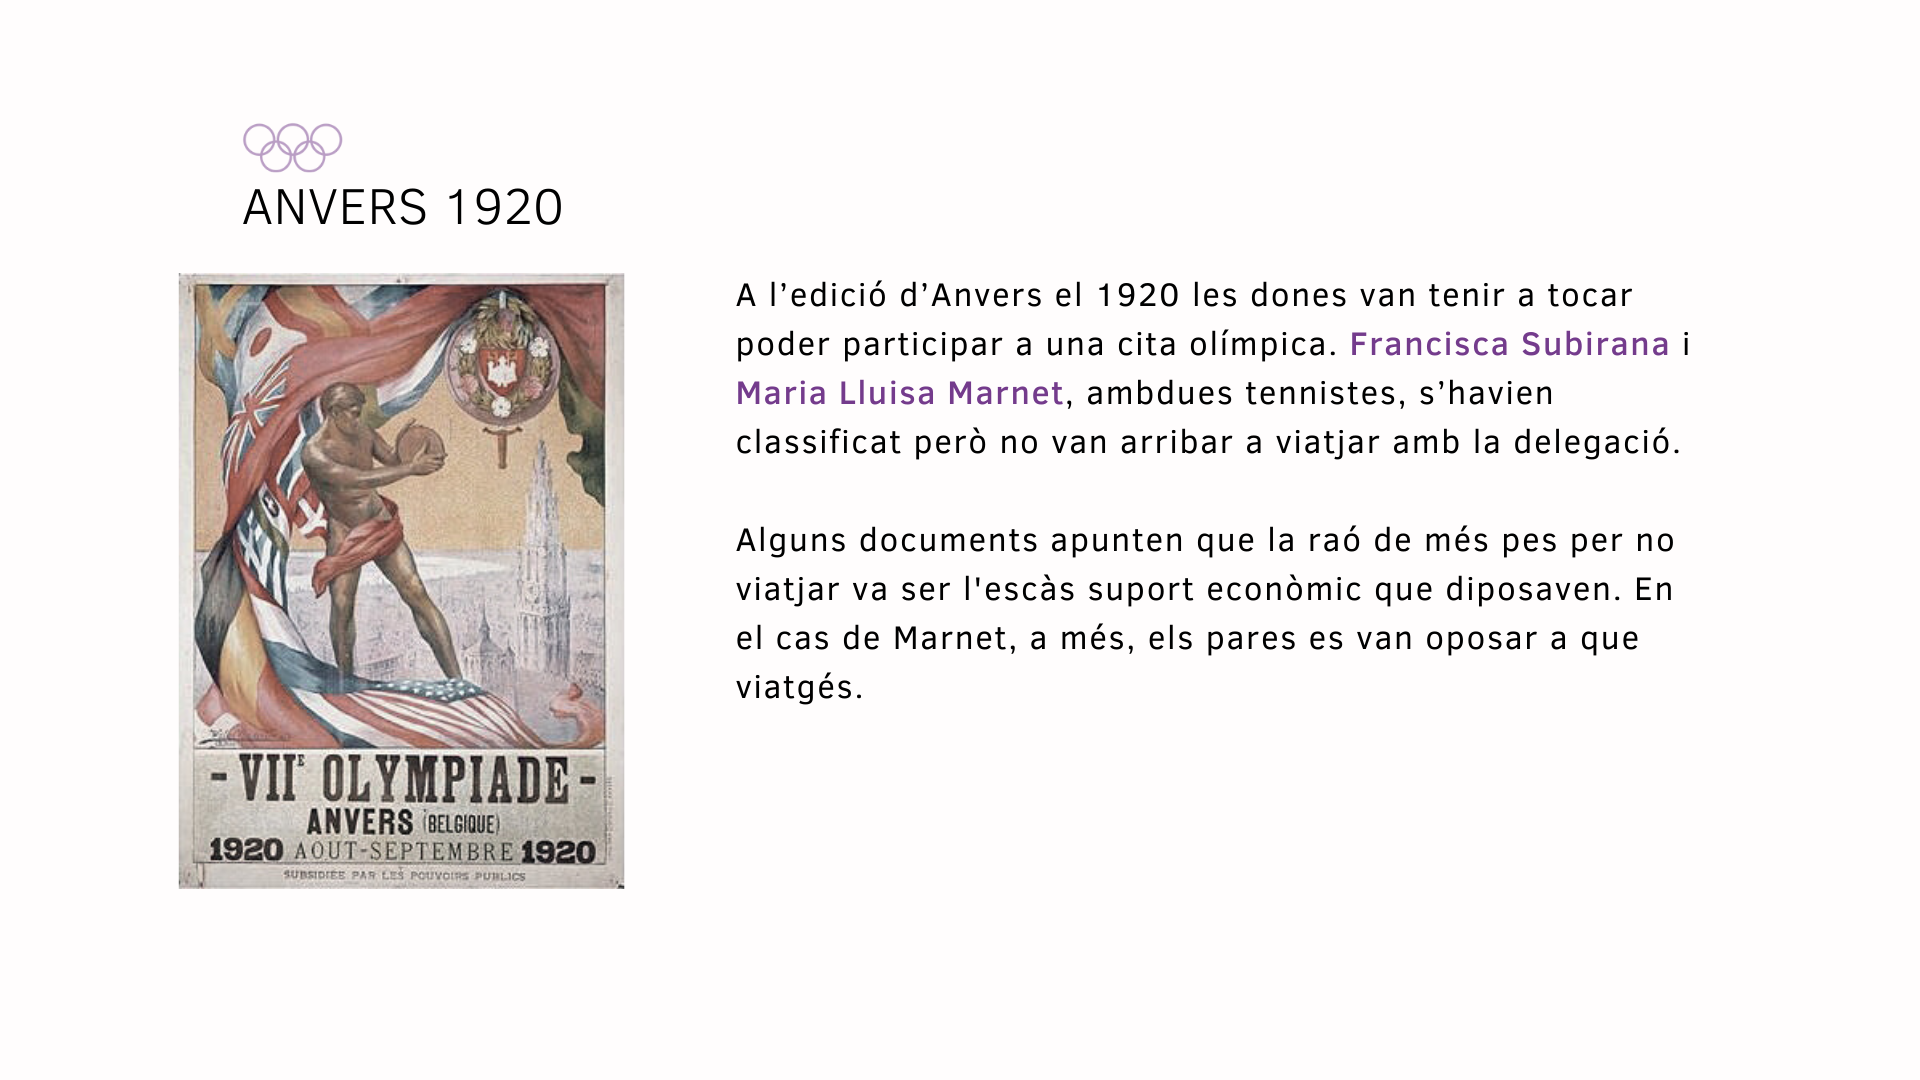 ANVERS 1920
A l’edició d’Anvers el 1920 les dones van tenir a tocar
poder participar a una cita olímpica. Francisca Subirana i
Maria Lluisa Marnet, ambdues tennistes, s’havien
classificat però no van arribar a viatjar amb la delegació.
Alguns documents apunten que la raó de més pes per no
viatjar va ser l'escàs suport econòmic que diposaven. En
el cas de Marnet, a més, els pares es van oposar a que
viatgés.
- VIIE OLYMPIADE -
ANVERS (BELGIQUE)
1920 AOUT-SEPTEMBRE 1920
SUBSIDIÉE PAR LES POUVOIRS PUBLICS